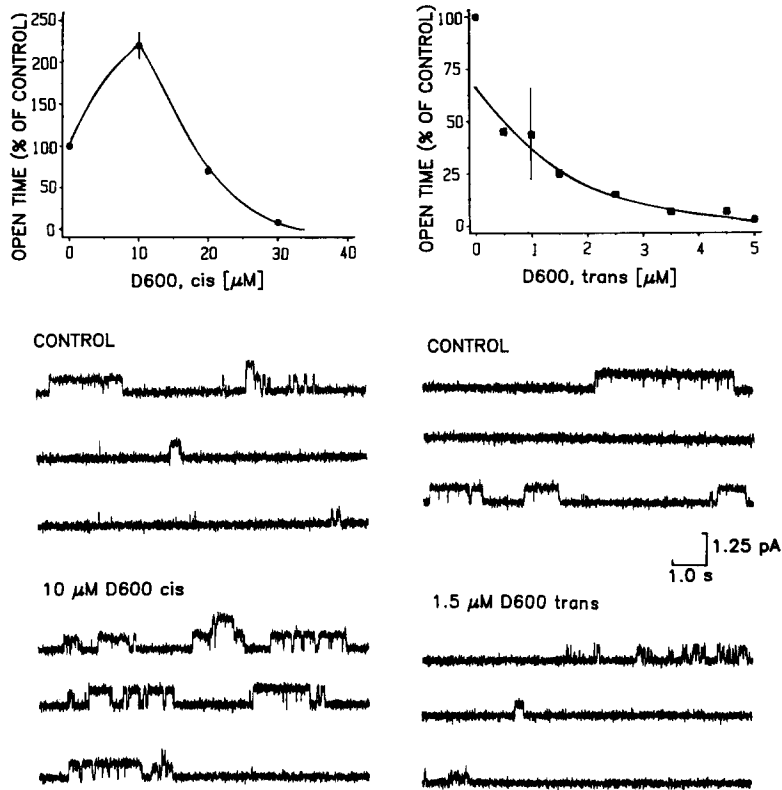 OPEN TIME (% OF CONTROL)
250
200
150
100
50
0
0
10
20
30
40
D600, cis [μM]
OPEN TIME (% OF CONTROL)
100
75
50
25
0
0
1
2
3
4
5
D600, trans [μM]
CONTROL
CONTROL
1.25 pA
1.0 s
10 μM D600 cis
1.5 μM D600 trans